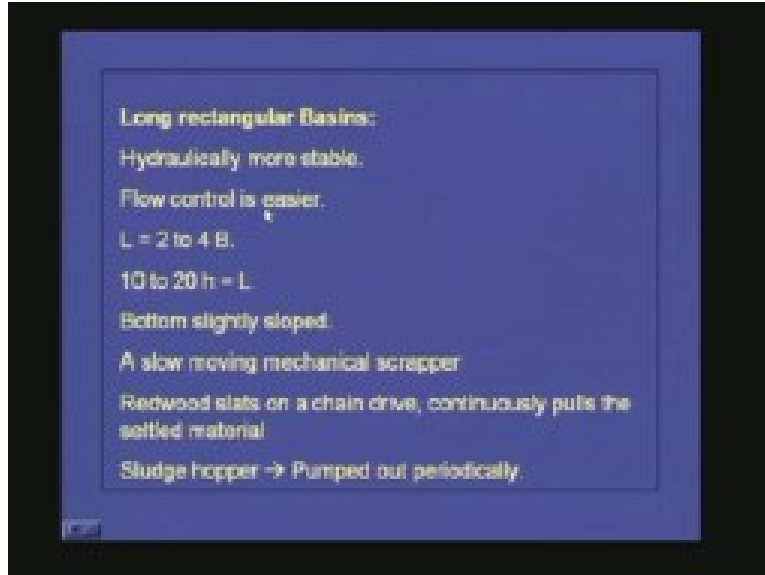 Long rectangular Basins:
Hydraulically more stable.
Flow control is easier.
L = 2 to 4 B.
10 to 20 h = L
Bottom slightly sloped.
A slow moving mechanical scrapper
Redwood slats on a chain drive, continuously pulls the
settled material
Sludge hopper → Pumped out periodically.